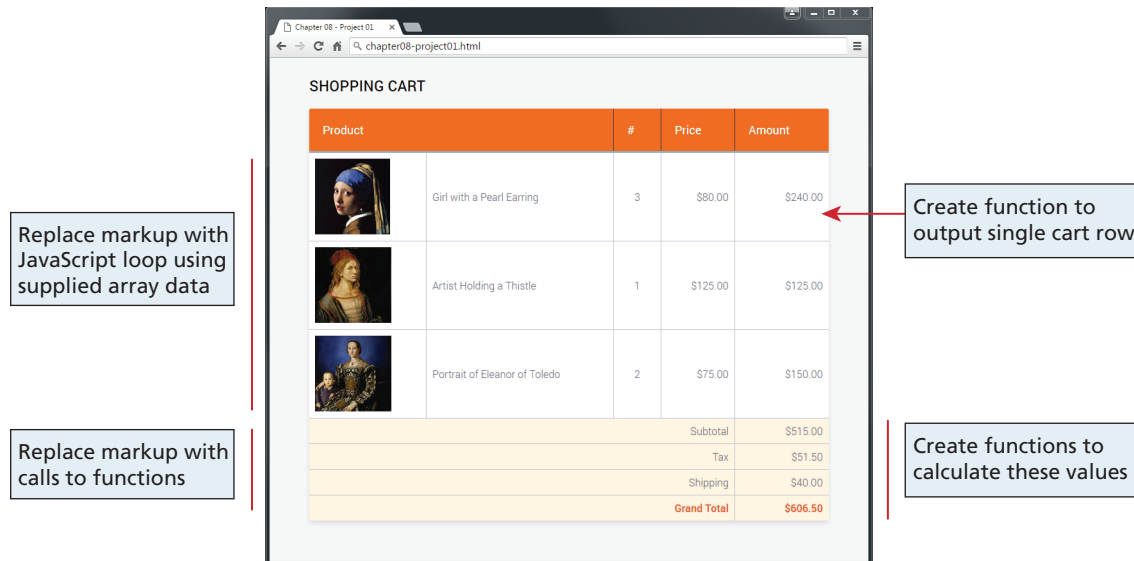 Chapter 08 - Project 01
chapter08-project01.html
SHOPPING CART
Product # Price Amount
Girl with a Pearl Earring 3 $80.00 $240.00
Artist Holding a Thistle 1 $125.00 $125.00
Portrait of Eleanor of Toledo 2 $75.00 $150.00
Subtotal $515.00
Tax $51.50
Shipping $40.00
Grand Total $606.50
Replace markup with
JavaScript loop using
supplied array data
Replace markup with
calls to functions
Create function to
output single cart row
Create functions to
calculate these values